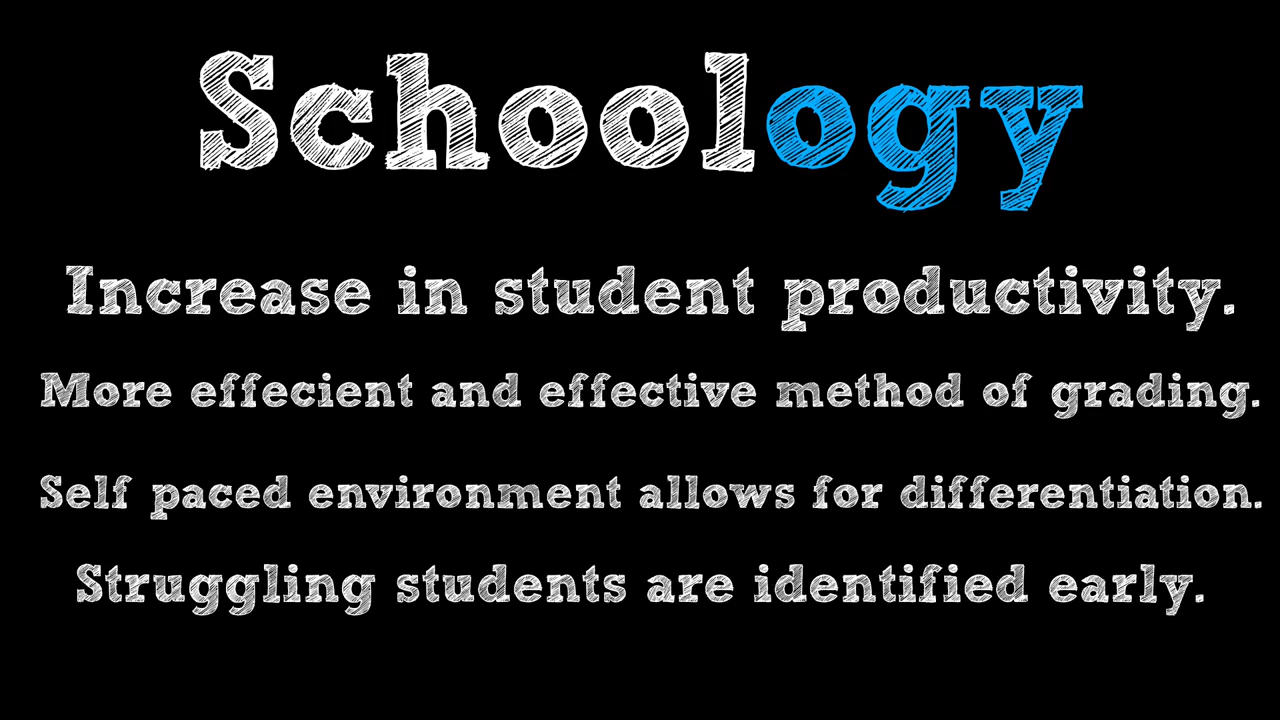 Schoology
Increase in student productivity.
More effecient and effective method of grading.
Self paced environment allows for differentiation.
Struggling students are identified early.